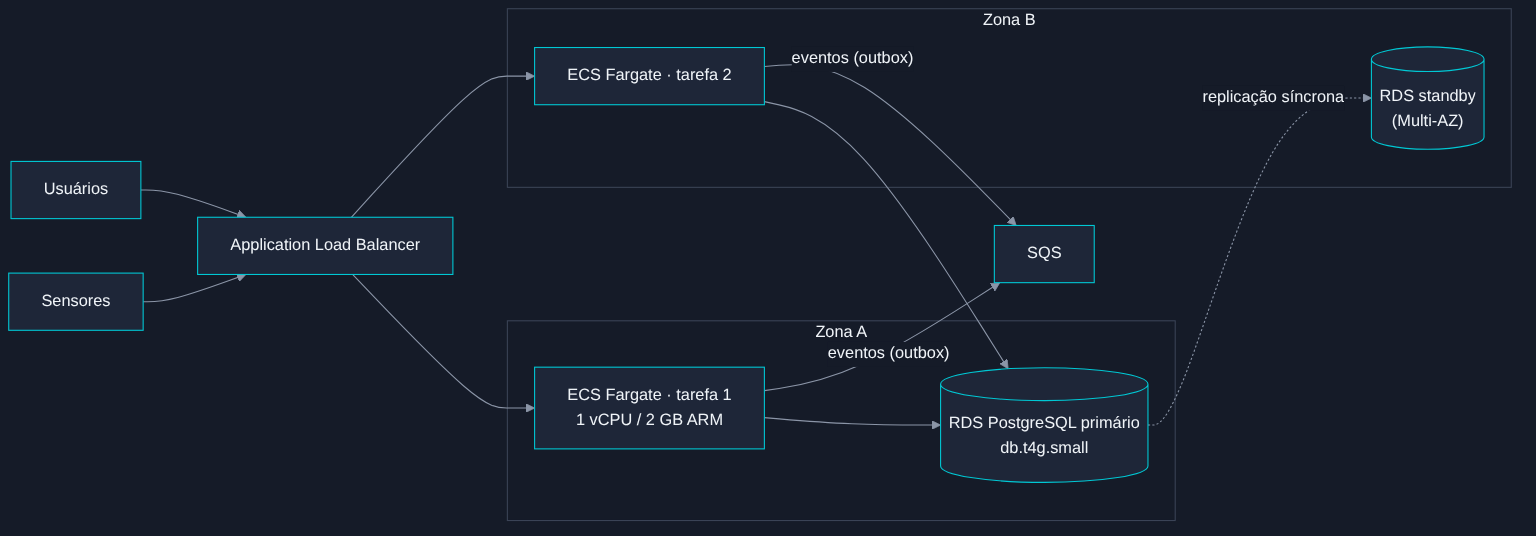 Zona B
ECS Fargate · tarefa 2
eventos (outbox)
replicação síncrona
RDS standby
(Multi-AZ)
Usuários
Application Load Balancer
Sensores
SQS
Zona A
eventos (outbox)
ECS Fargate · tarefa 1
1 vCPU / 2 GB ARM
RDS PostgreSQL primário
db.t4g.small